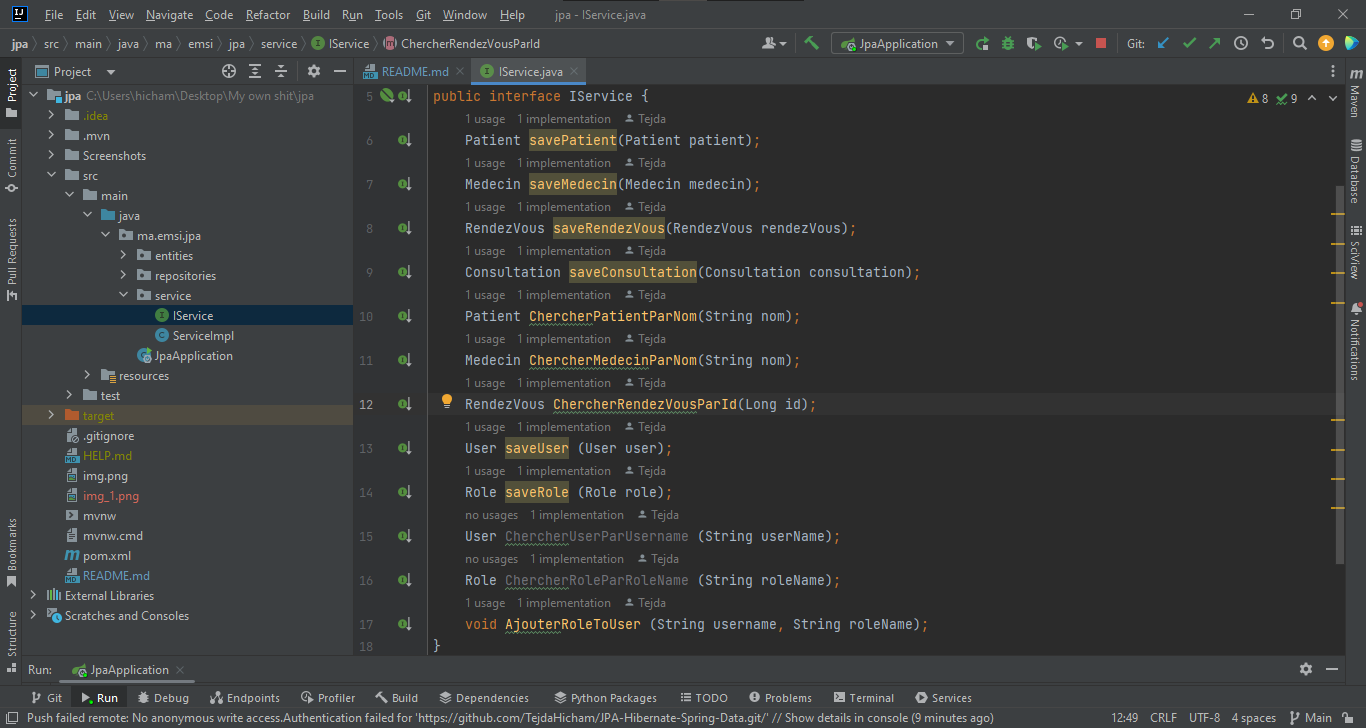 File Edit View Navigate Code Refactor Build Run Tools Git Window Help jpa - IService.java
jpa src main java ma emsi jpa service IService ChercherRendezVousParId JpaApplication Git:
Project
README.md
IService.java
Project
Commit
Pull Requests
Bookmarks
Structure
jpa C:\Users\hicham\Desktop\My own shit\jpa
.idea
.mvn
Screenshots
src
main
java
ma.emsi.jpa
entities
repositories
service
IService
ServiceImpl
JpaApplication
resources
test
target
.gitignore
HELP.md
img.png
img_1.png
mvnw
mvnw.cmd
pom.xml
README.md
External Libraries
Scratches and Consoles
8 9
5 public interface IService {
1 usage 1 implementation Tejda
6 Patient savePatient(Patient patient);
1 usage 1 implementation Tejda
7 Medecin saveMedecin(Medecin medecin);
1 usage 1 implementation Tejda
8 RendezVous saveRendezVous(RendezVous rendezVous);
1 usage 1 implementation Tejda
9 Consultation saveConsultation(Consultation consultation);
1 usage 1 implementation Tejda
10 Patient ChercherPatientParNom(String nom);
1 usage 1 implementation Tejda
11 Medecin ChercherMedecinParNom(String nom);
1 usage 1 implementation Tejda
12 RendezVous ChercherRendezVousParId(Long id);
1 usage 1 implementation Tejda
13 User saveUser (User user);
1 usage 1 implementation Tejda
14 Role saveRole (Role role);
no usages 1 implementation Tejda
15 User ChercherUserParUsername (String userName);
no usages 1 implementation Tejda
16 Role ChercherRoleParRoleName (String roleName);
1 usage 1 implementation Tejda
17 void AjouterRoleToUser (String username, String roleName);
18 }
Maven
Database
SciView
Notifications
Run: JpaApplication
Git Run Debug Endpoints Profiler Build Dependencies Python Packages TODO Problems Terminal Services
Push failed remote: No anonymous write access.Authentication failed for 'https://github.com/TejdaHicham/JPA-Hibernate-Spring-Data.git/' // Show details in console (9 minutes ago) 12:49 CRLF UTF-8 4 spaces Main